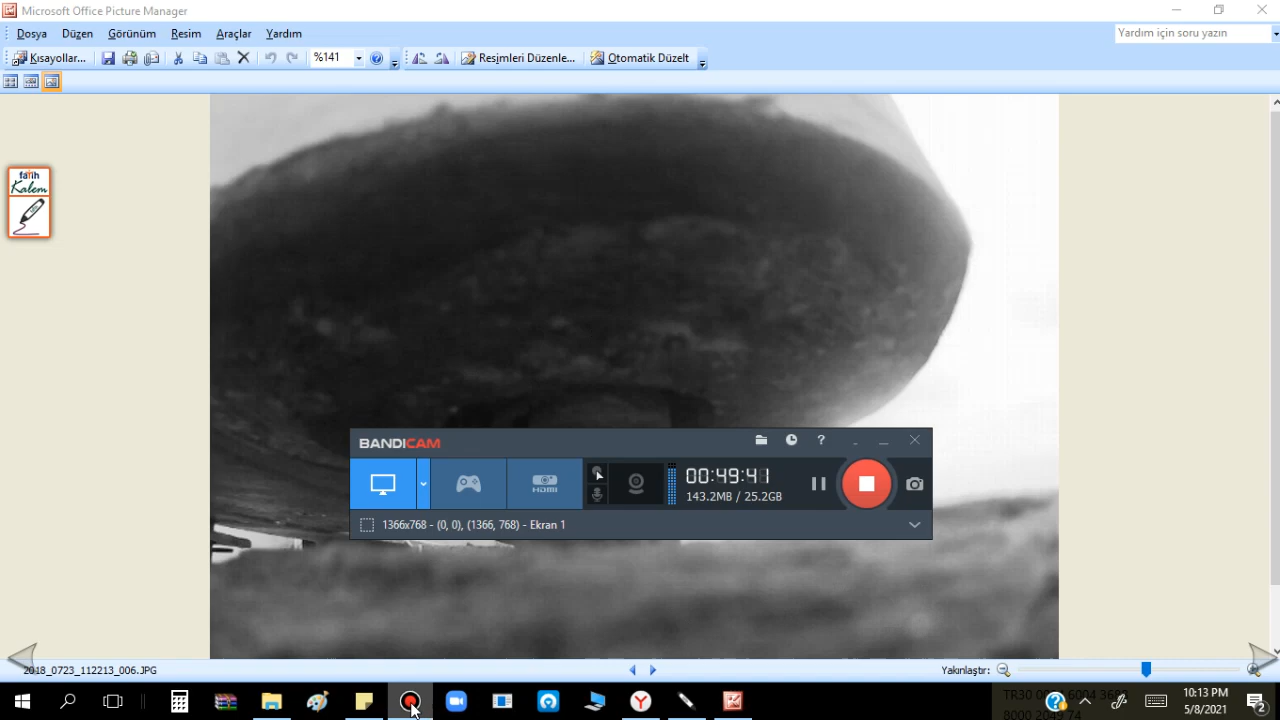 Microsoft Office Picture Manager
Dosya Düzen Görünüm Resim Araçlar Yardım
Yardım için soru yazın
Kısayollar... %141 Resimleri Düzenle... Otomatik Düzelt
fatih
Kalem
BANDICAM
00:49:41
143.2MB / 25.2GB
HDMI
1366x768 - (0, 0), (1366, 768) - Ekran 1
2018_0723_112213_006.JPG
Yakınlaştır:
10:13 PM
5/8/2021
2